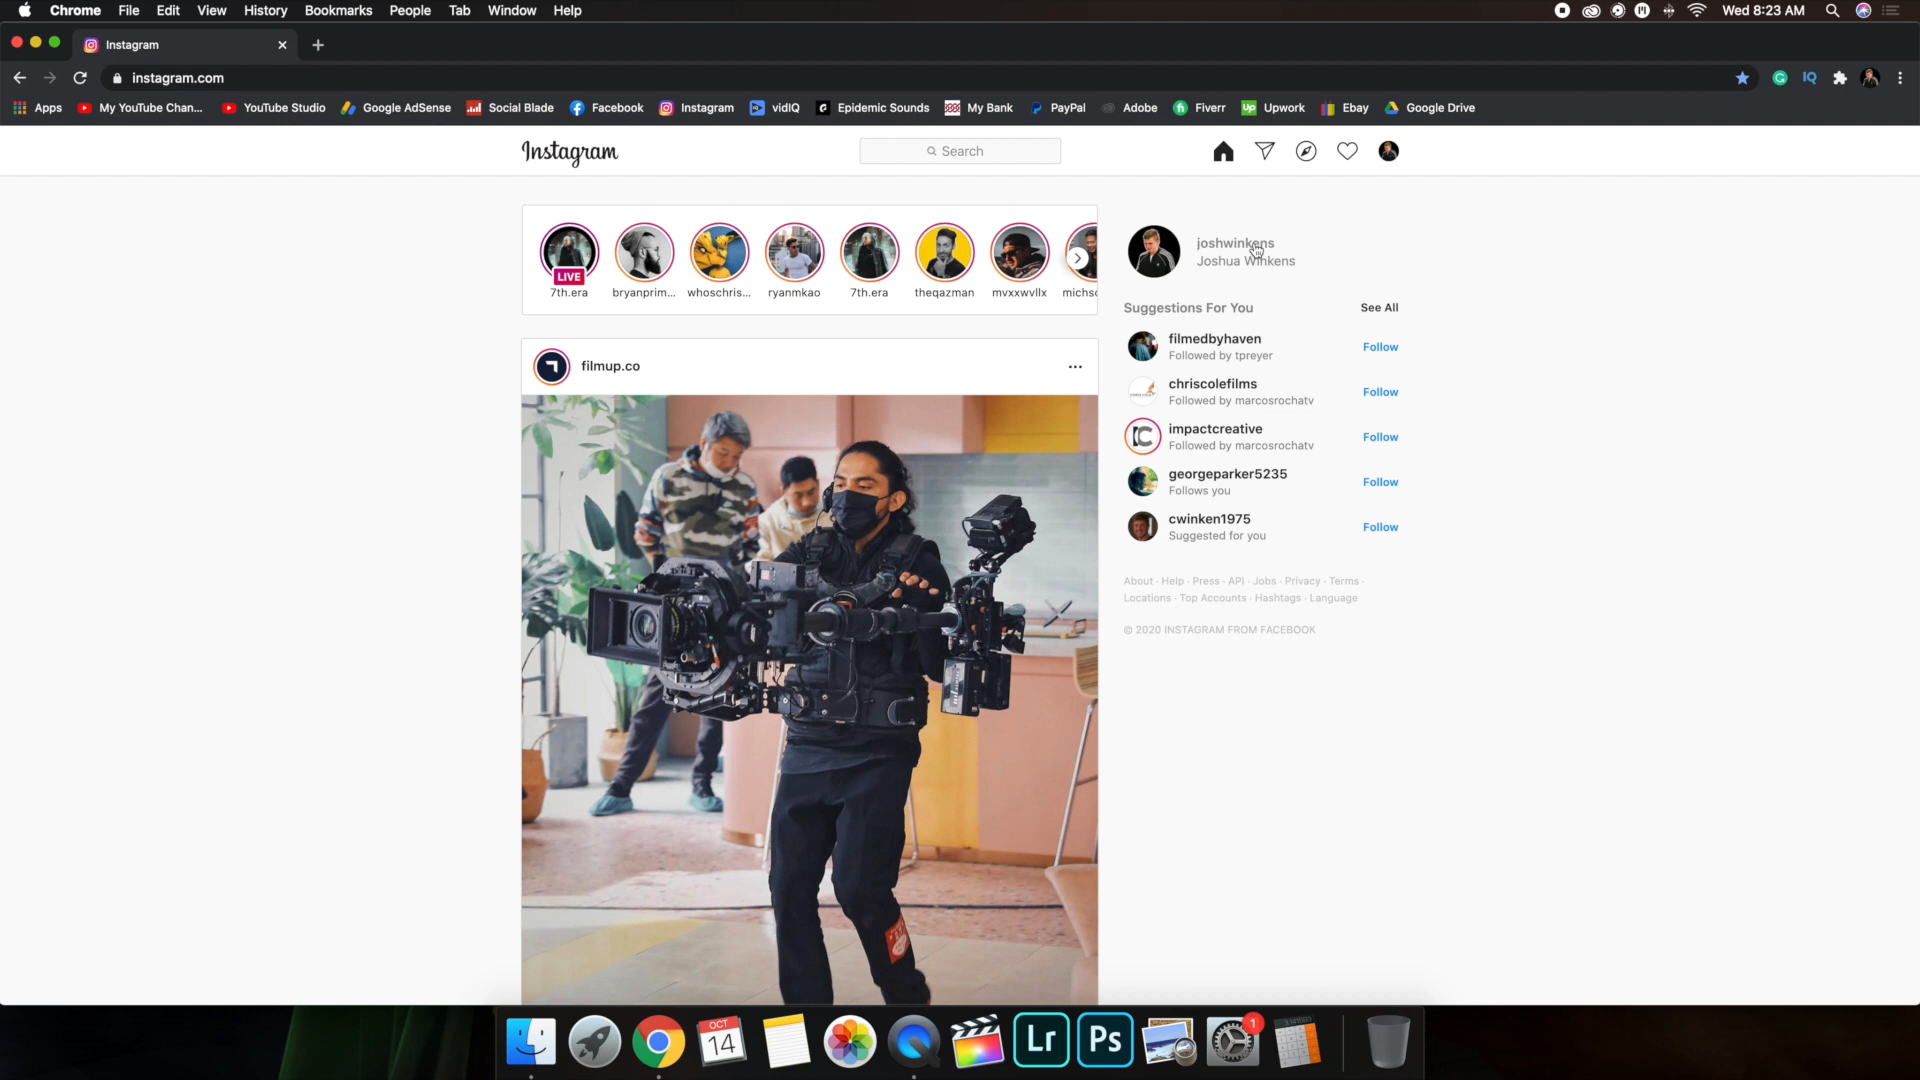 Chrome File Edit View History Bookmarks People Tab Window Help Wed 8:23 AM
Instagram
instagram.com
Apps My YouTube Chan... YouTube Studio Google AdSense Social Blade Facebook Instagram vidIQ Epidemic Sounds My Bank PayPal Adobe Fiverr Upwork Ebay Google Drive
Instagram Search
LIVE
7th.era bryanprim... whoschris... ryanmkao 7th.era theqazman mvxxwvllx michsc
joshwinkens
Joshua Winkens
Suggestions For You See All
filmedbyhaven
Followed by tpreyer
Follow
chriscolefilms
Followed by marcosrochatv
Follow
impactcreative
Followed by marcosrochatv
Follow
georgeparker5235
Follows you
Follow
cwinken1975
Suggested for you
Follow
About · Help · Press · API · Jobs · Privacy · Terms ·
Locations · Top Accounts · Hashtags · Language
© 2020 INSTAGRAM FROM FACEBOOK
filmup.co
OCT
14
Lr
Ps
1